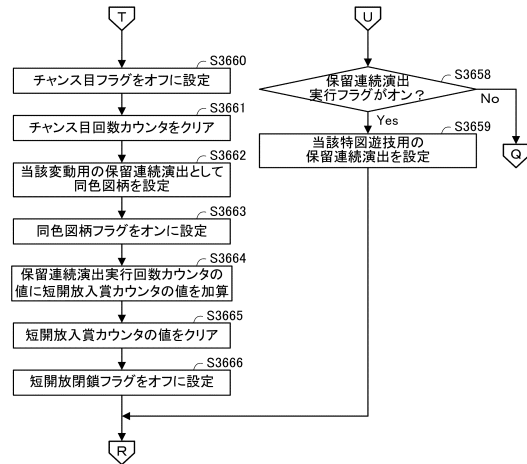 T
S3660
チャンス目フラグをオフに設定
S3661
チャンス目回数カウンタをクリア
S3662
当該変動用の保留連続演出として
同色図柄を設定
S3663
同色図柄フラグをオンに設定
S3664
保留連続演出実行回数カウンタの
値に短開放入賞カウンタの値を加算
S3665
短開放入賞カウンタの値をクリア
S3666
短開放閉鎖フラグをオフに設定
R
U
S3658
保留連続演出
実行フラグがオン?
No
Yes
S3659
当該特図遊技用の
保留連続演出を設定
Q